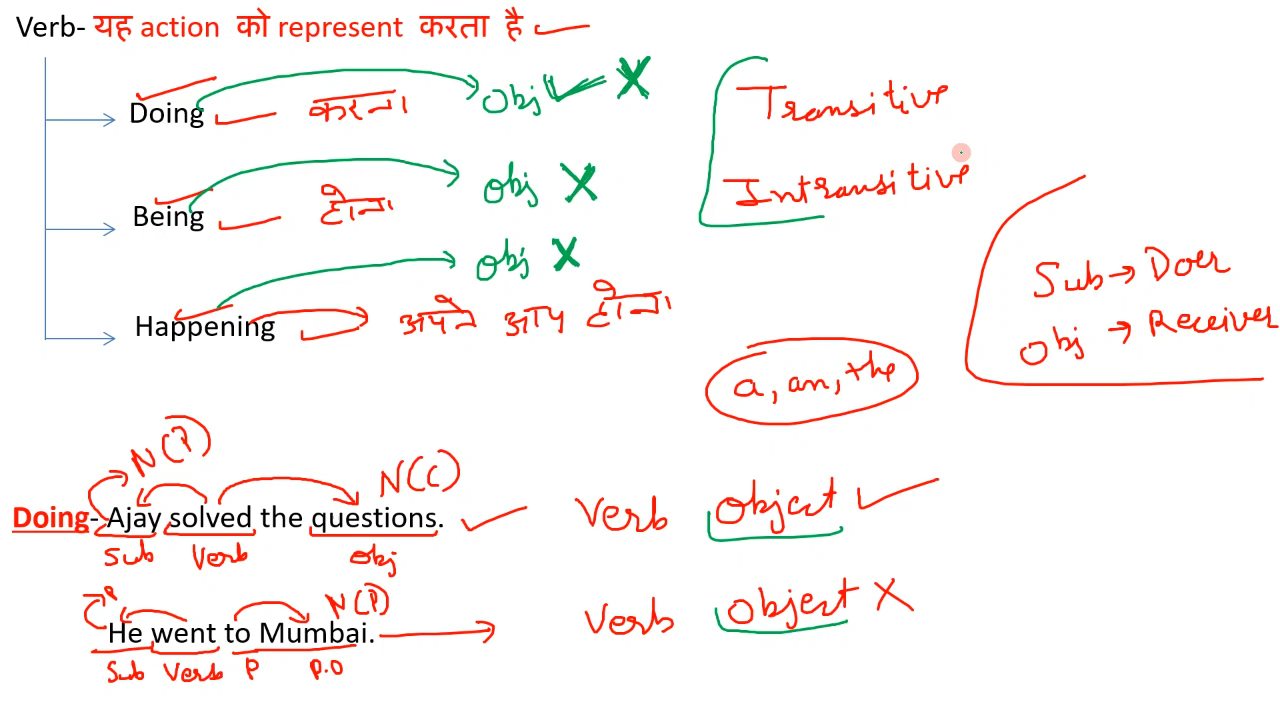 Verb- यह action को represent करता है
Doing करना Obj
Transitive
Being होना Obj
Intransitive
Obj
Happening अपने आप होना
Sub → Doer
Obj → Receiver
a, an, the
N(P) N(C)
Doing- Ajay solved the questions. Verb Object
Sub Verb Obj
P N(P)
He went to Mumbai. Verb Object X
Sub Verb P P.O